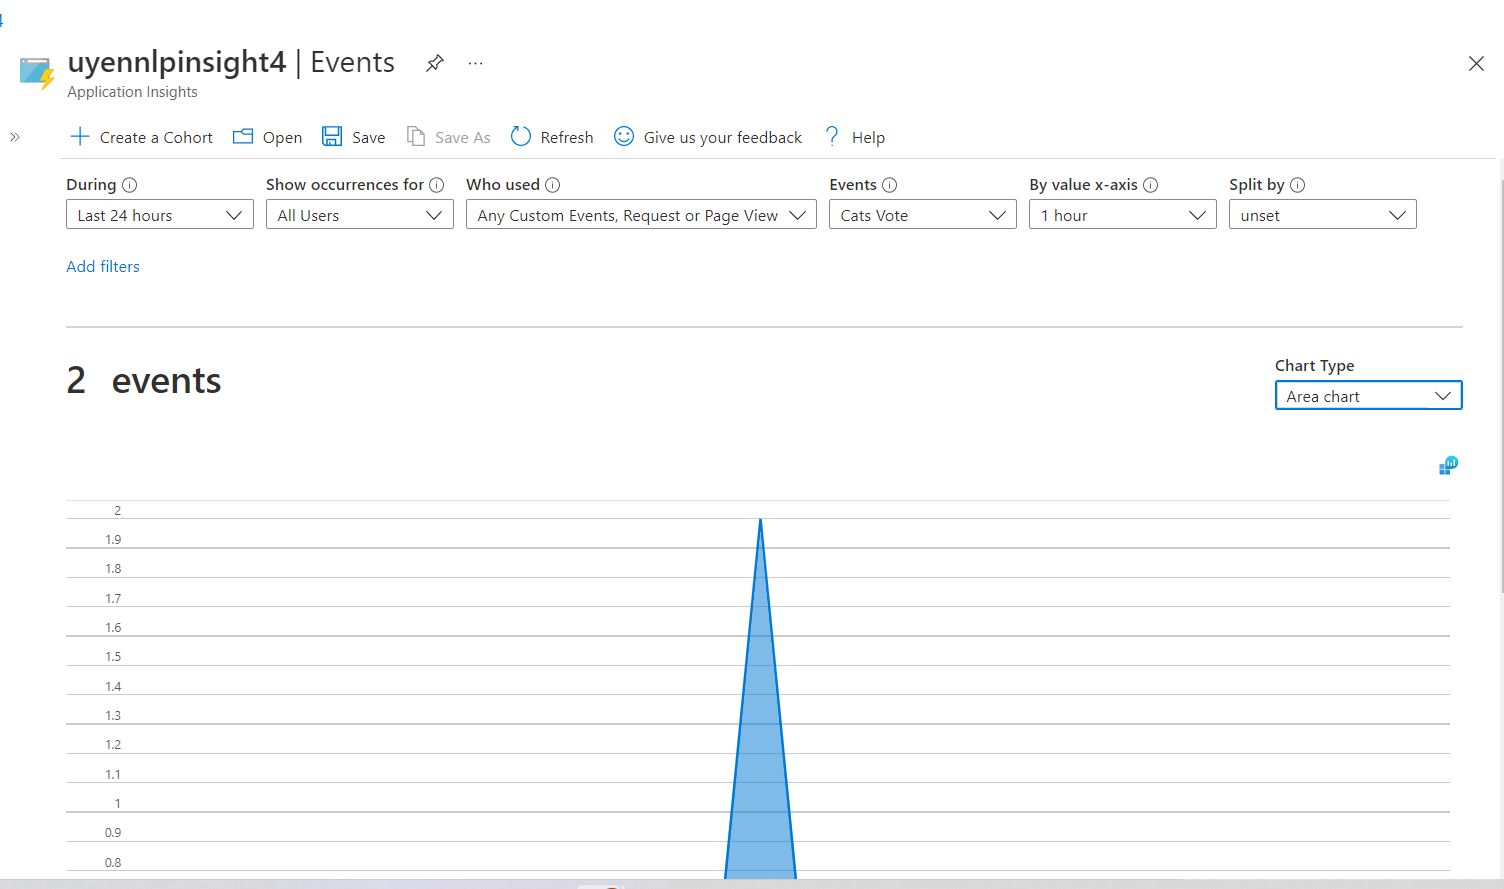 uyennlpinsight4 | Events
Application Insights
Create a Cohort Open Save Save As Refresh Give us your feedback Help
During Show occurrences for Who used Events By value x-axis Split by
Last 24 hours All Users Any Custom Events, Request or Page View Cats Vote 1 hour unset
Add filters
2 events
Chart Type
Area chart
2
1.9
1.8
1.7
1.6
1.5
1.4
1.3
1.2
1.1
1
0.9
0.8